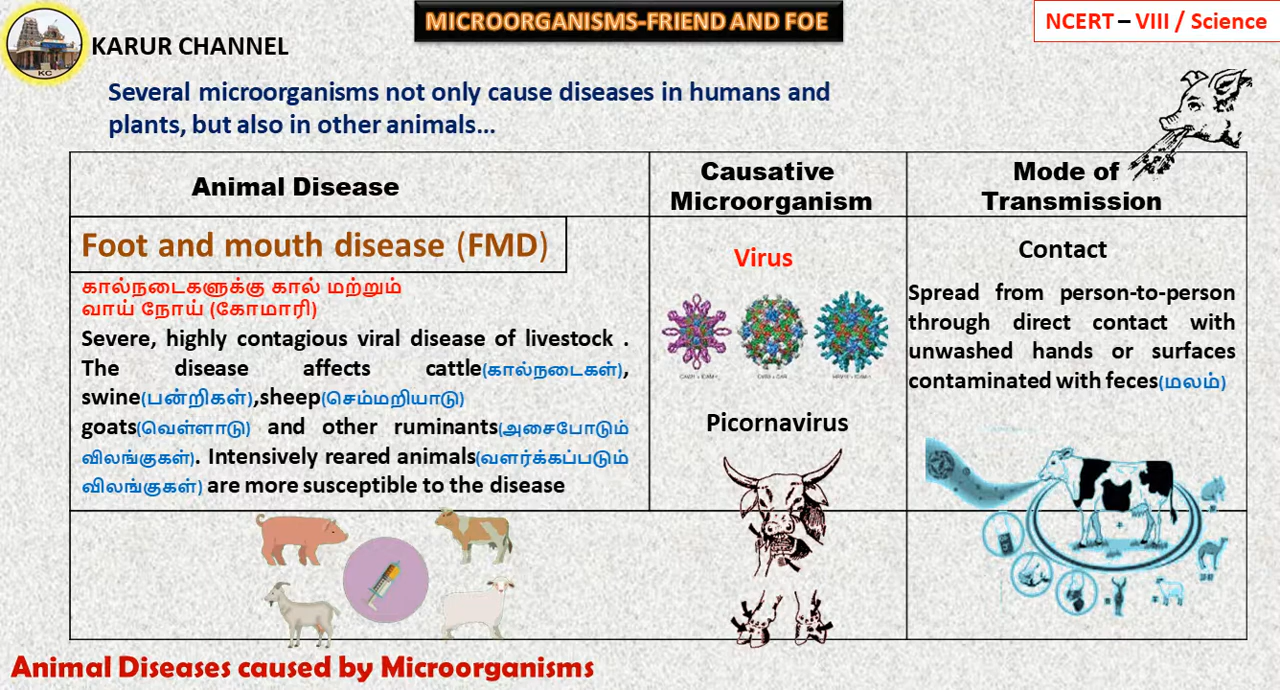 MICROORGANISMS-FRIEND AND FOE
NCERT – VIII / Science
KC
KARUR CHANNEL
Several microorganisms not only cause diseases in humans and
plants, but also in other animals...
Animal Disease
Causative
Microorganism
Mode of
Transmission
Foot and mouth disease (FMD)
கால்நடைகளுக்கு கால் மற்றும்
வாய் நோய் (கோமாரி)
Severe, highly contagious viral disease of livestock .
The disease affects cattle(கால்நடைகள்),
swine(பன்றிகள்),sheep(செம்மறியாடு)
goats(வெள்ளாடு) and other ruminants(அசைபோடும்
விலங்குகள்). Intensively reared animals(வளர்க்கப்படும்
விலங்குகள்) are more susceptible to the disease
Virus
Picornavirus
Contact
Spread from person-to-person
through direct contact with
unwashed hands or surfaces
contaminated with feces(மலம்)
Animal Diseases caused by Microorganisms